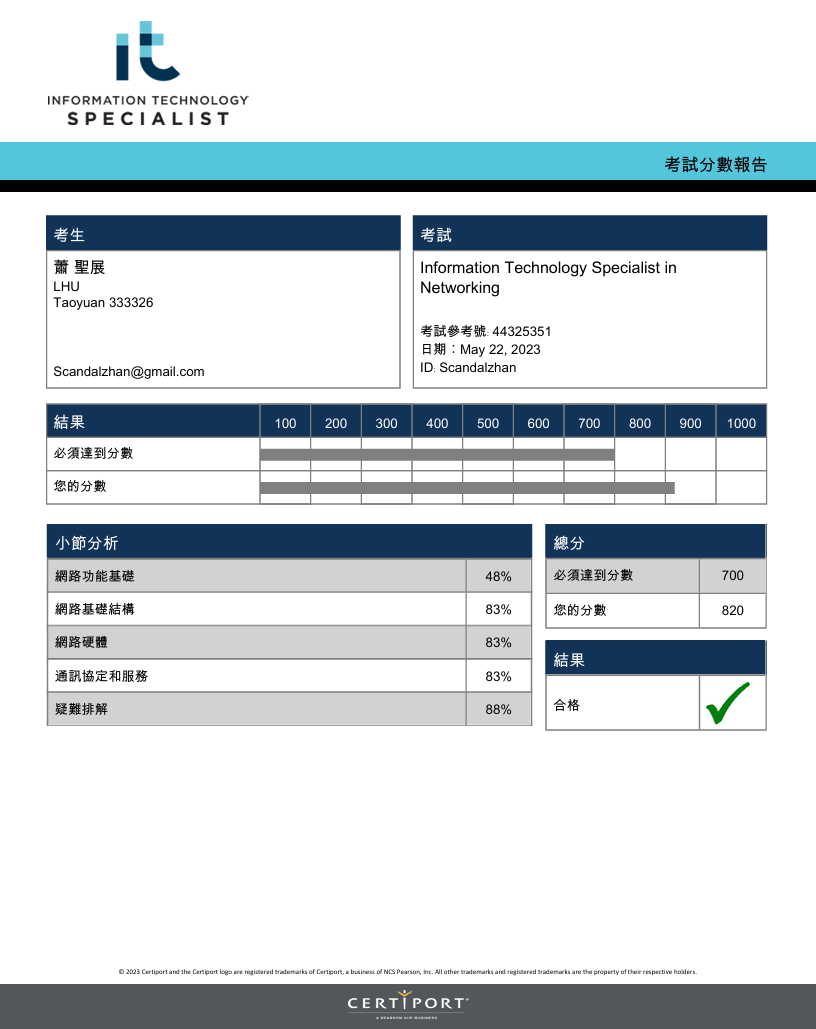 it
INFORMATION TECHNOLOGY
SPECIALIST
考試分數報告
考生
蕭 聖展
LHU
Taoyuan 333326
Scandalzhan@gmail.com
考試
Information Technology Specialist in
Networking
考試參考號: 44325351
日期：May 22, 2023
ID: Scandalzhan
結果 100 200 300 400 500 600 700 800 900 1000
必須達到分數
您的分數
小節分析
網路功能基礎 48%
網路基礎結構 83%
網路硬體 83%
通訊協定和服務 83%
疑難排解 88%
總分
必須達到分數 700
您的分數 820
結果
合格
© 2023 Certiport and the Certiport logo are registered trademarks of Certiport, a business of NCS Pearson, Inc. All other trademarks and registered trademarks are the property of their respective holders.
CERTIPORT
A PEARSON VUE BUSINESS